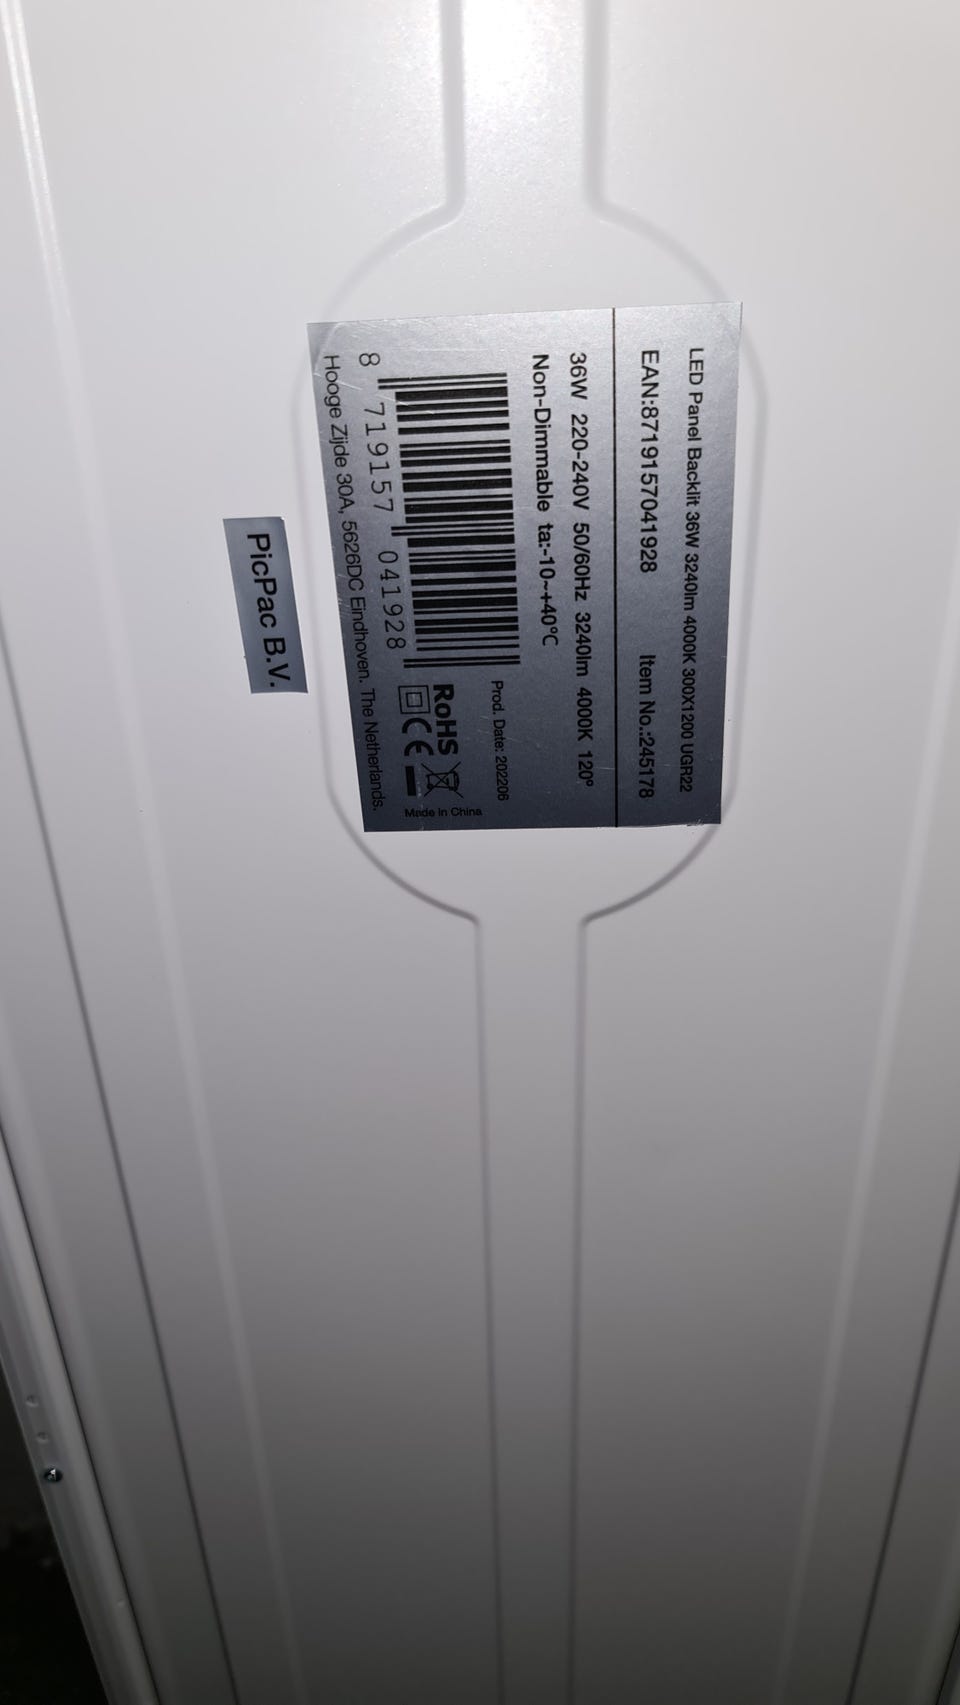 LED Panel Backlit 36W 3240lm 4000K 300X1200 UGR22
EAN:8719157041928 Item No.:245178
36W 220-240V 50/60Hz 3240lm 4000K 120°
Non-Dimmable ta:-10~+40°C
Prod. Date: 202206
8 719157 041928
RoHS
CE
Made in China
Hooge Zijde 30A, 5626DC Eindhoven. The Netherlands.
PicPac B.V.